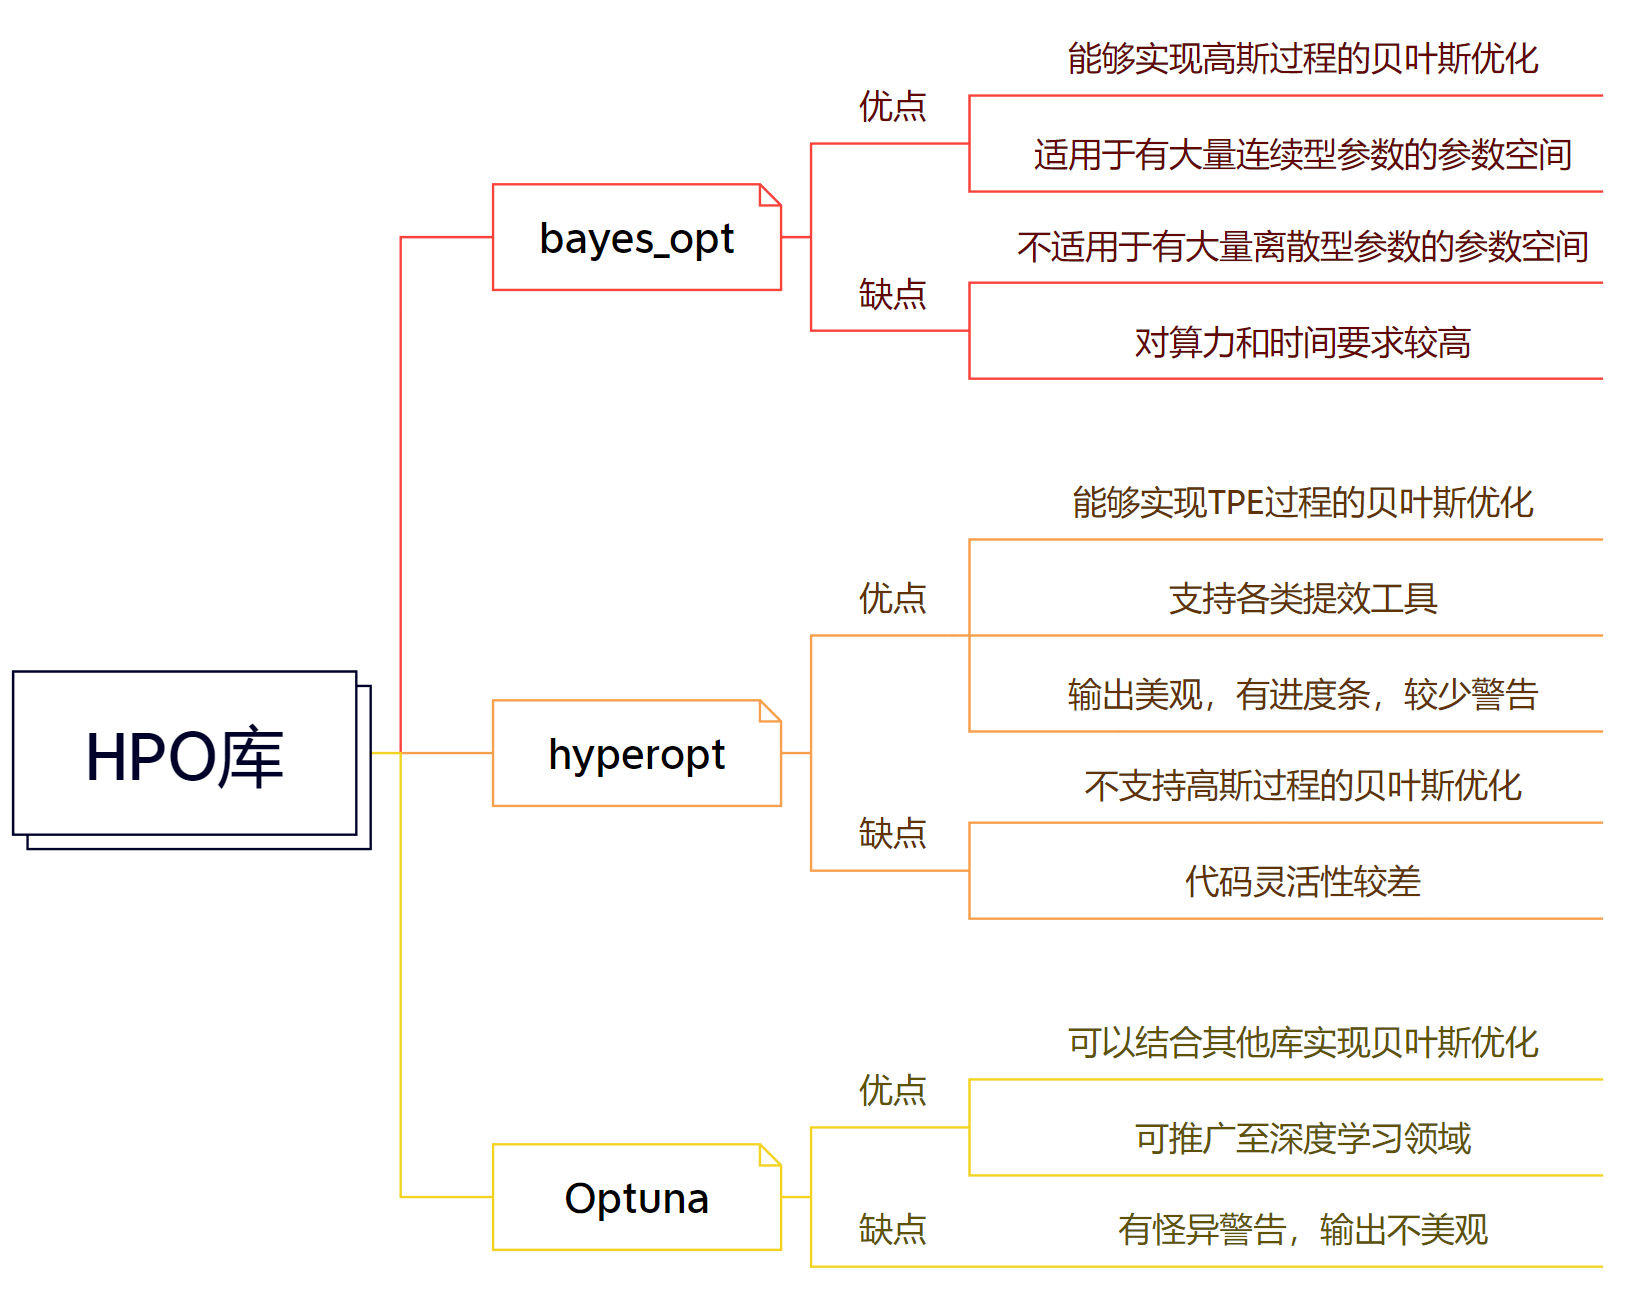 HPO库
bayes_opt
优点
能够实现高斯过程的贝叶斯优化
适用于有大量连续型参数的参数空间
缺点
不适用于有大量离散型参数的参数空间
对算力和时间要求较高
hyperopt
优点
能够实现TPE过程的贝叶斯优化
支持各类提效工具
输出美观，有进度条，较少警告
缺点
不支持高斯过程的贝叶斯优化
代码灵活性较差
Optuna
优点
可以结合其他库实现贝叶斯优化
可推广至深度学习领域
缺点
有怪异警告，输出不美观